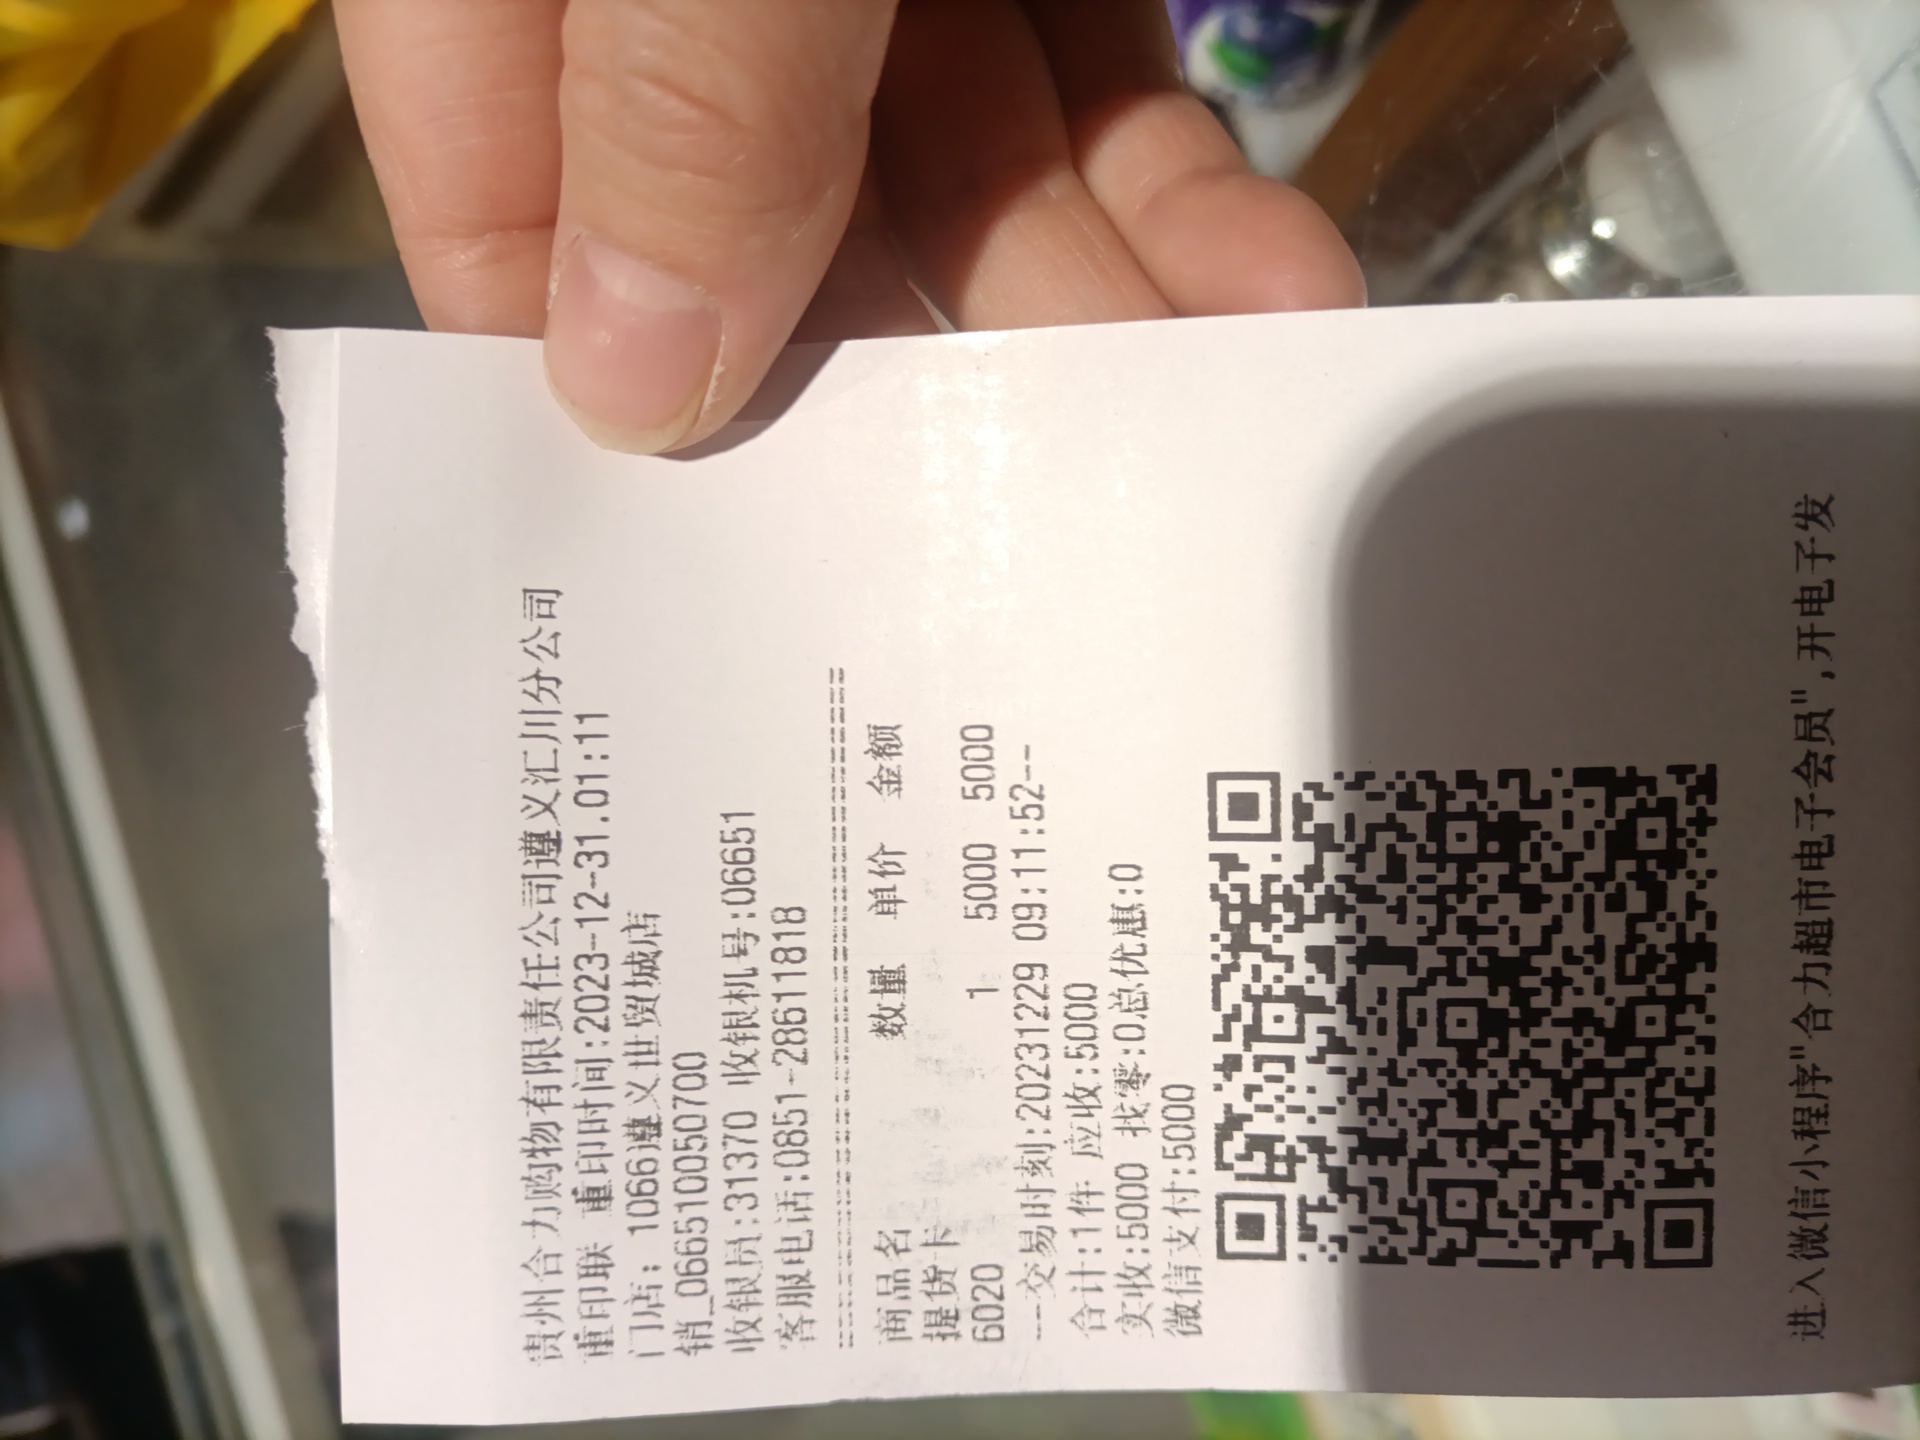 贵州合力购物有限责任公司遵义汇川分公司
重印联 重印时间:2023-12-31.01:11
门店: 1066遵义世贸城店
销_066510050700
收银员:31370 收银机号:06651
客服电话:0851-28611818
商品名 数量 单价 金额
提货卡
6020 1 5000 5000
---交易时刻:20231229 09:11:52--
合计:1件 应收:5000
实收:5000 找零:0总优惠:0
微信支付:5000
进入微信小程序"合力超市电子会员",开电子发